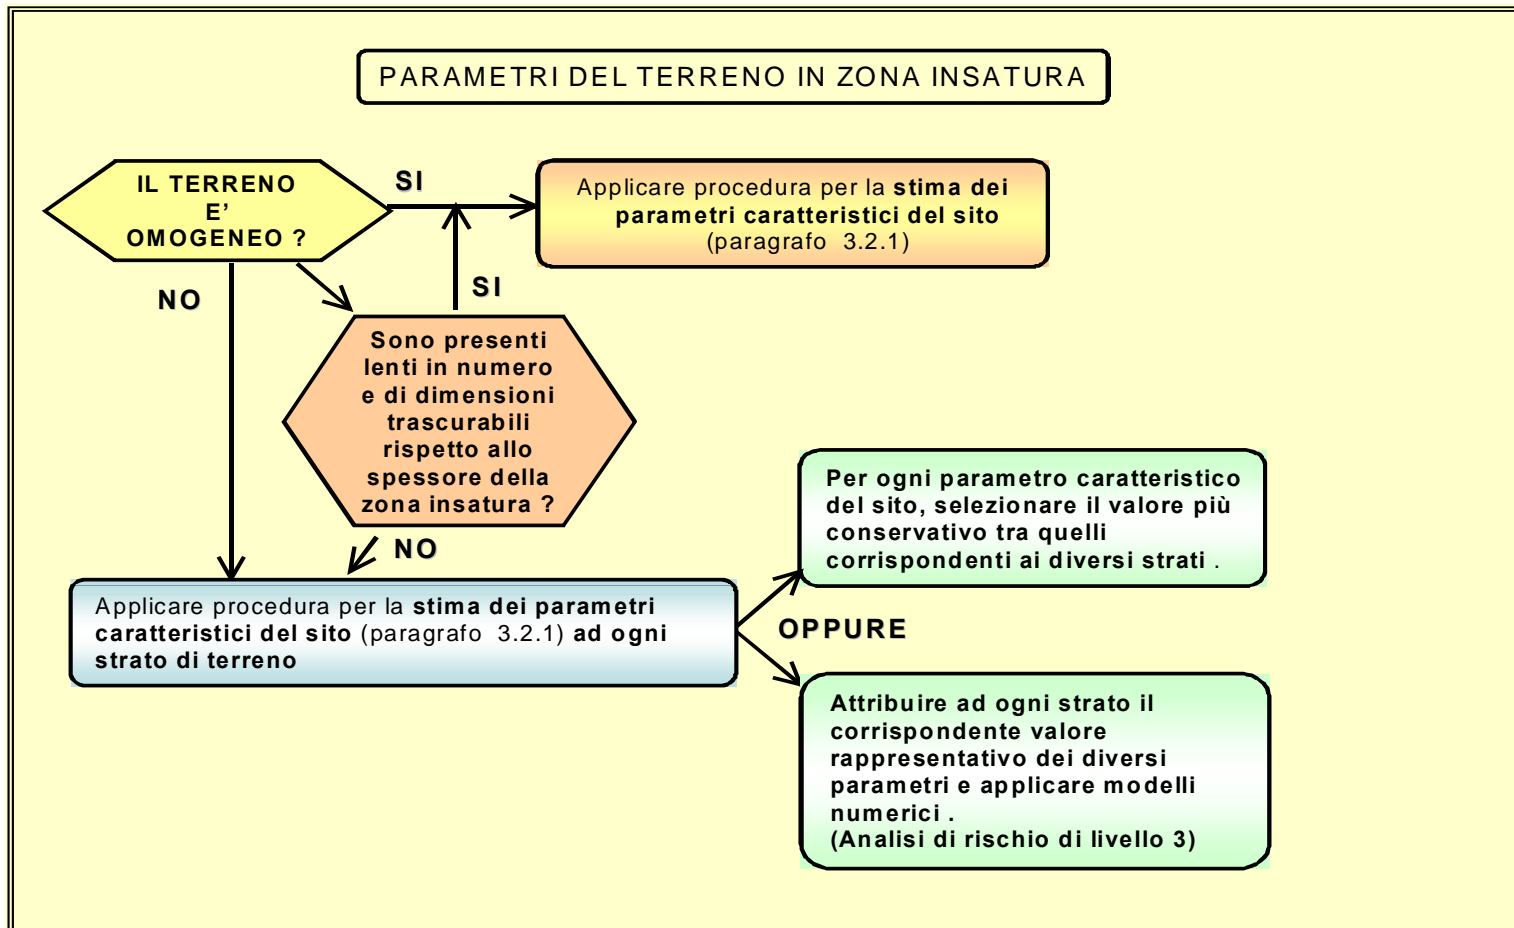 PARAMETRI DEL TERRENO IN ZONA INSATURA
IL TERRENO
E’
OMOGENEO ?
SI
Applicare procedura per la stima dei
parametri caratteristici del sito
(paragrafo 3.2.1)
NO
SI
Sono presenti
lenti in numero
e di dimensioni
trascurabili
rispetto allo
spessore della
zona insatura ?
NO
Applicare procedura per la stima dei parametri
caratteristici del sito (paragrafo 3.2.1) ad ogni
strato di terreno
Per ogni parametro caratteristico
del sito, selezionare il valore più
conservativo tra quelli
corrispondenti ai diversi strati .
OPPURE
Attribuire ad ogni strato il
corrispondente valore
rappresentativo dei diversi
parametri e applicare modelli
numerici .
(Analisi di rischio di livello 3)